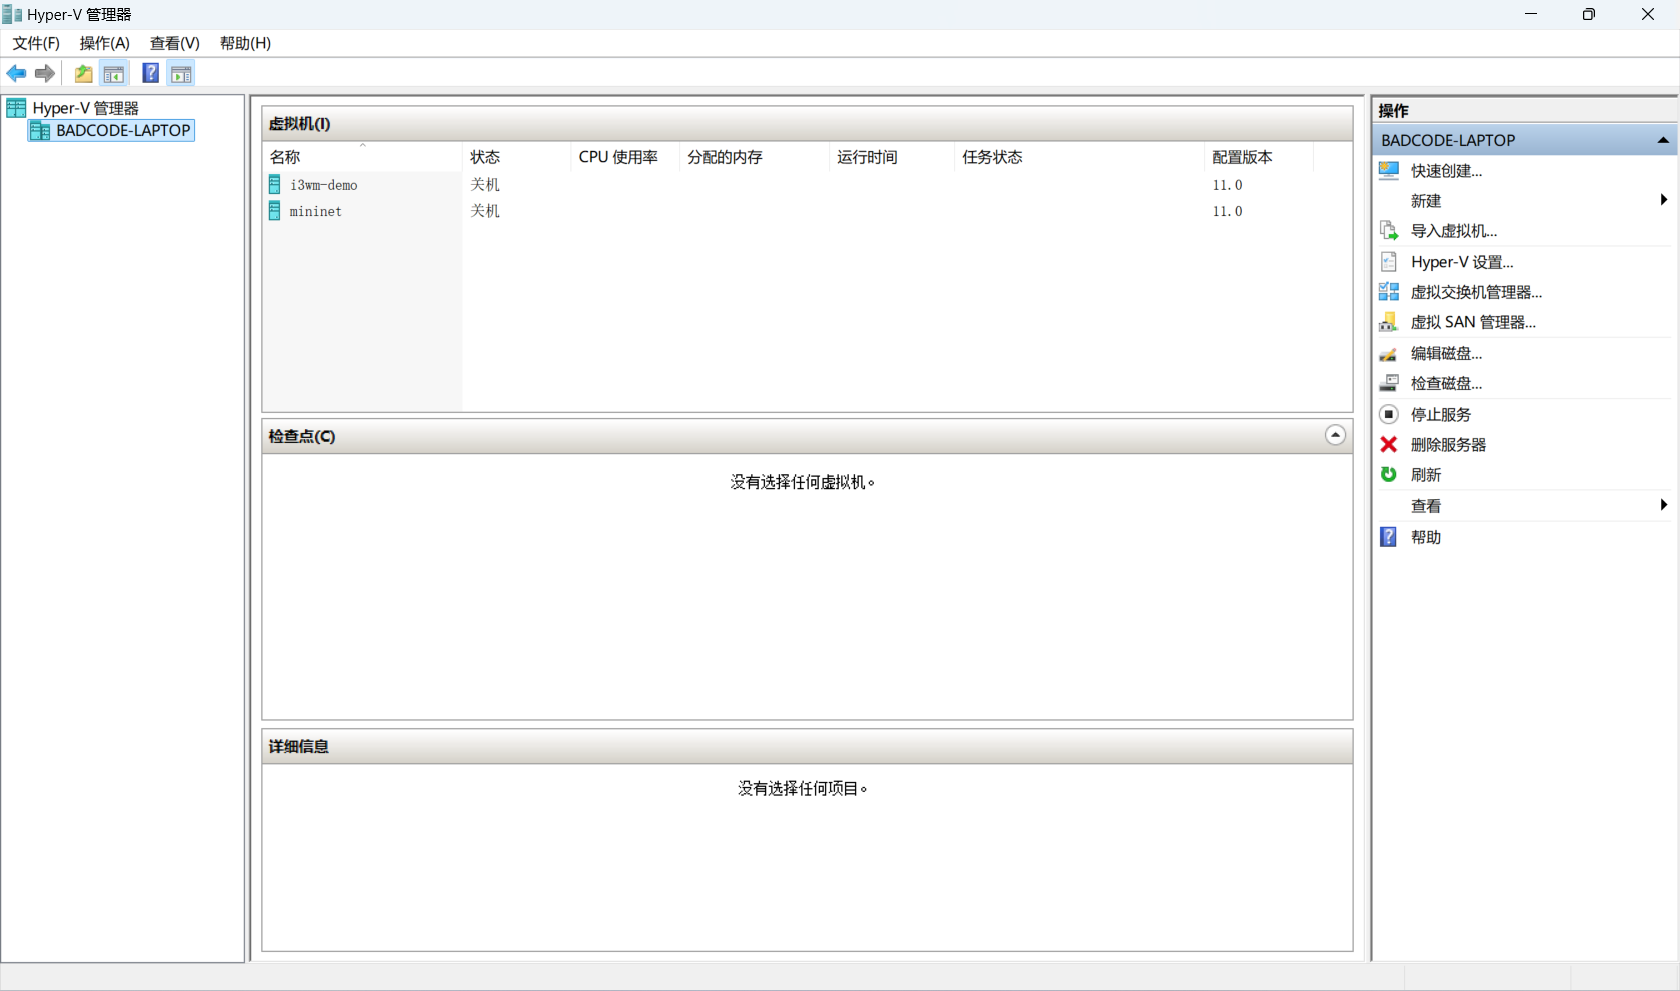 Hyper-V 管理器
文件(F) 操作(A) 查看(V) 帮助(H)
Hyper-V 管理器
BADCODE-LAPTOP
虚拟机(I)
名称 状态 CPU 使用率 分配的内存 运行时间 任务状态 配置版本
i3wm-demo 关机 11.0
mininet 关机 11.0
检查点(C)
没有选择任何虚拟机。
详细信息
没有选择任何项目。
操作
BADCODE-LAPTOP
快速创建...
新建
导入虚拟机...
Hyper-V 设置...
虚拟交换机管理器...
虚拟 SAN 管理器...
编辑磁盘...
检查磁盘...
停止服务
删除服务器
刷新
查看
帮助